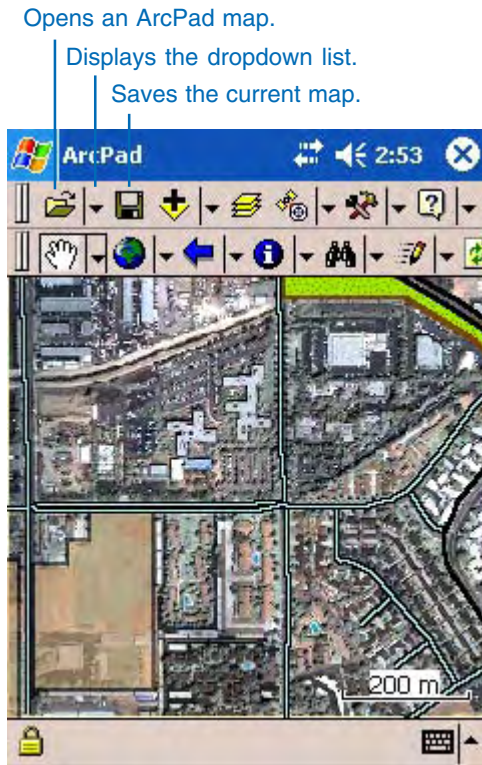 Opens an ArcPad map.
Displays the dropdown list.
Saves the current map.
ArcPad 2:53
200 m